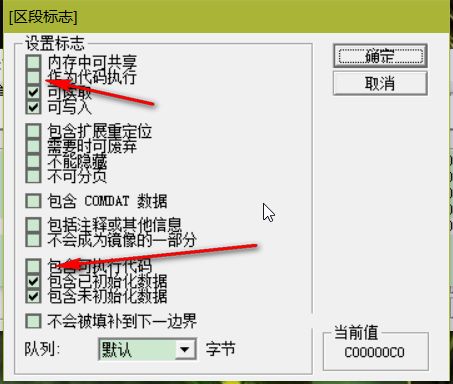 [区段标志]
设置标志
内存中可共享
作为代码执行
可读取
可写入
包含扩展重定位
需要时可废弃
不能隐藏
不可分页
包含 COMDAT 数据
包括注释或其他信息
不会成为镜像的一部分
包含可执行代码
包含已初始化数据
包含未初始化数据
不会被填补到下一边界
队列: 默认 字节
确定
取消
当前值
C00000C0